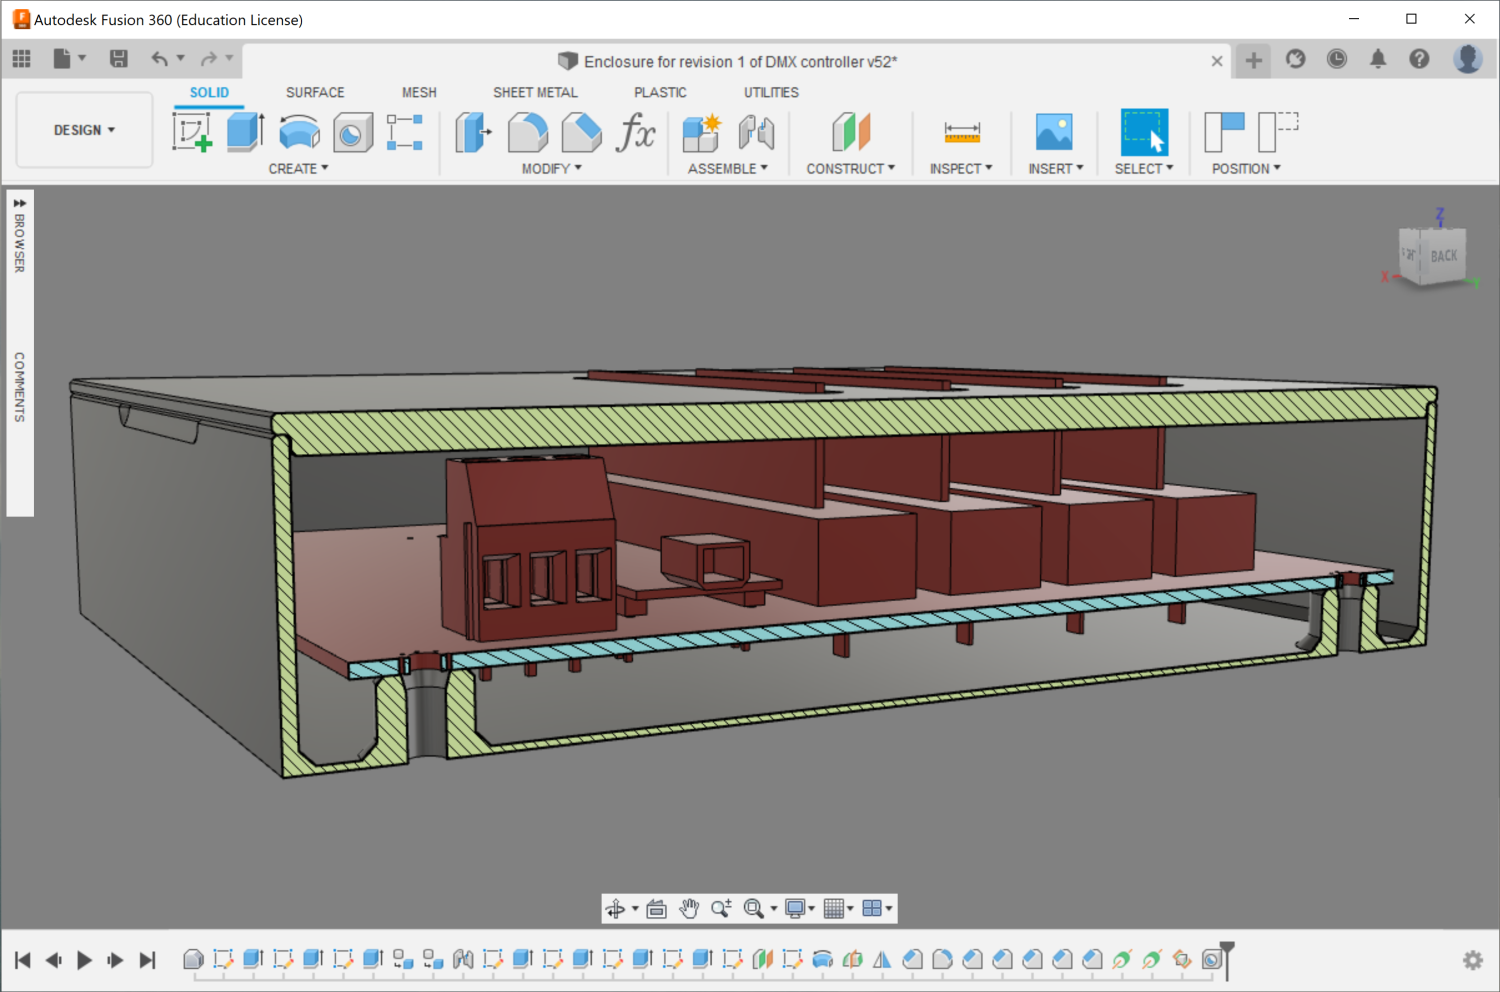 Autodesk Fusion 360 (Education License)
Enclosure for revision 1 of DMX controller v52*
SOLID SURFACE MESH SHEET METAL PLASTIC UTILITIES
DESIGN
fx
CREATE MODIFY ASSEMBLE CONSTRUCT INSPECT INSERT SELECT POSITION
BROWSER
COMMENTS
Z
BACK
X
Y